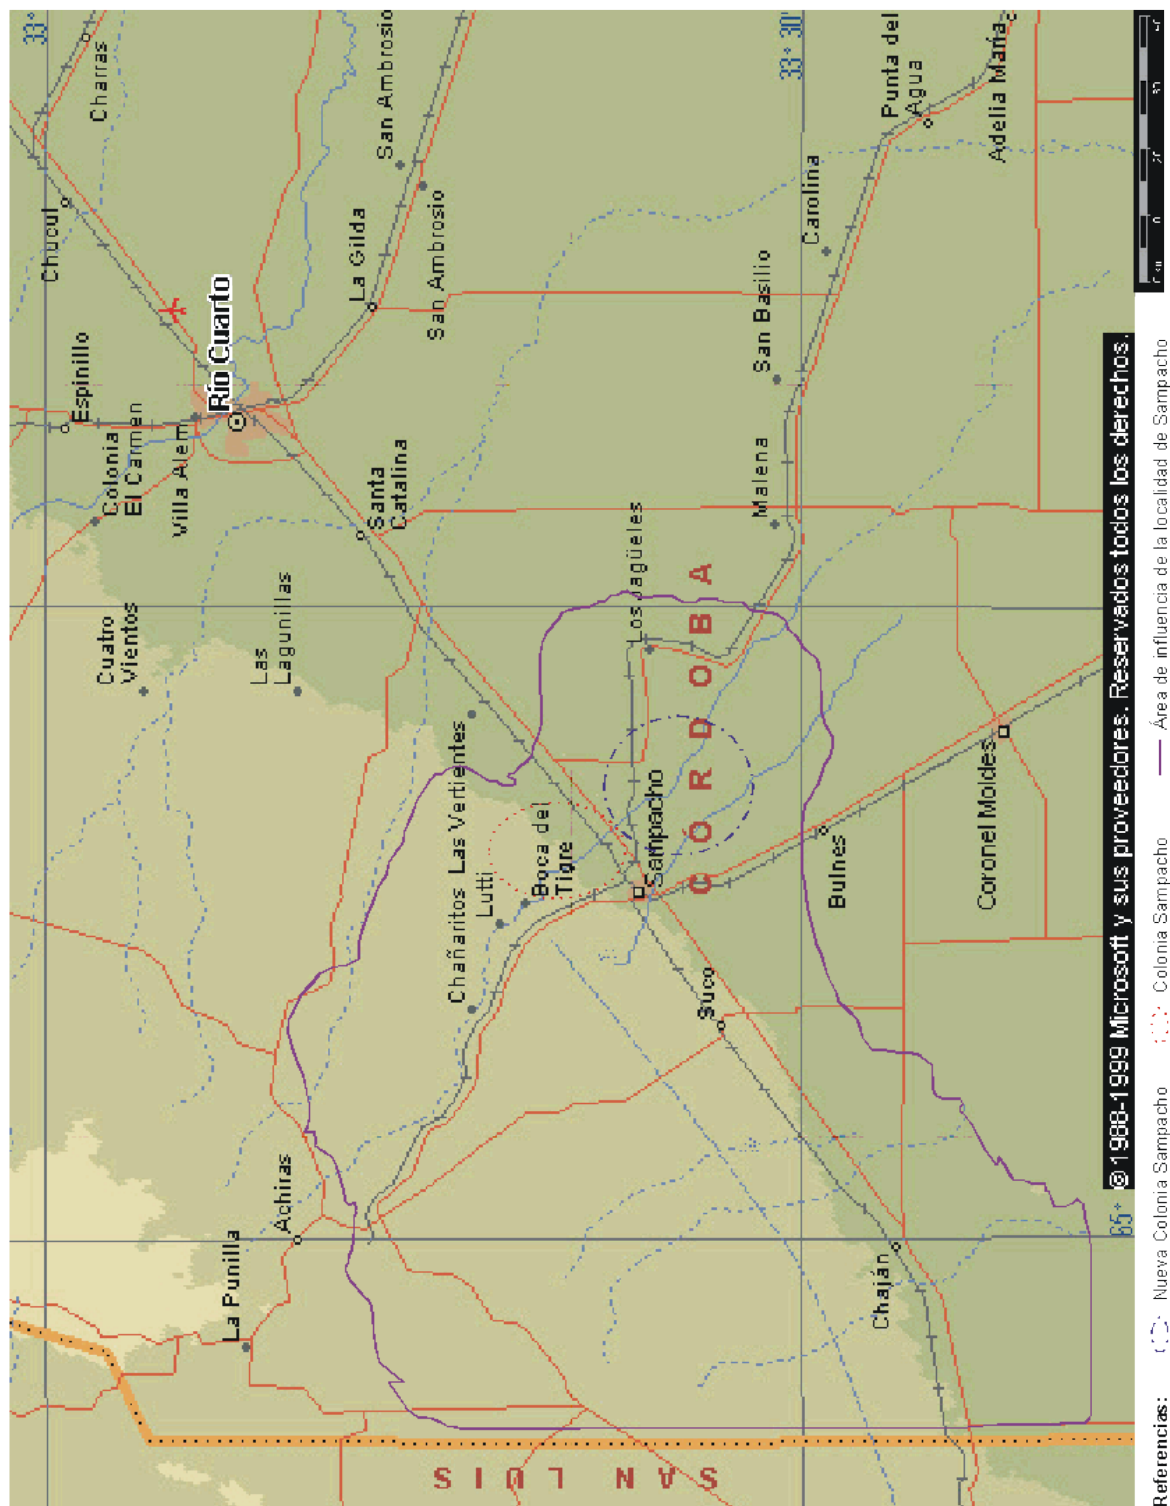 33°
Charras
Chucul
San Ambrosio
33° 30'
Punta del
Agua
Adelia María
Espinillo
Río Cuarto
La Gilda
San Ambrosio
Carolina
Colonia
El Carmen
Villa Alem
Santa
Catalina
San Basilio
Malena
Cuatro
Vientos
Las
Lagunillas
Los Jagüeles
Las Vertientes
Chañaritos
Lutti
Boca del
Tigre
Sampacho
CÓRDOBA
Bulnes
Coronel Moldes
Suco
Achiras
La Punilla
Chaján
65°
SAN LUIS
©1988-1999 Microsoft y sus proveedores. Reservados todos los derechos.
0 20
Referencias:
Nueva Colonia Sampacho
Colonia Sampacho
Área de influencia de la localidad de Sampacho